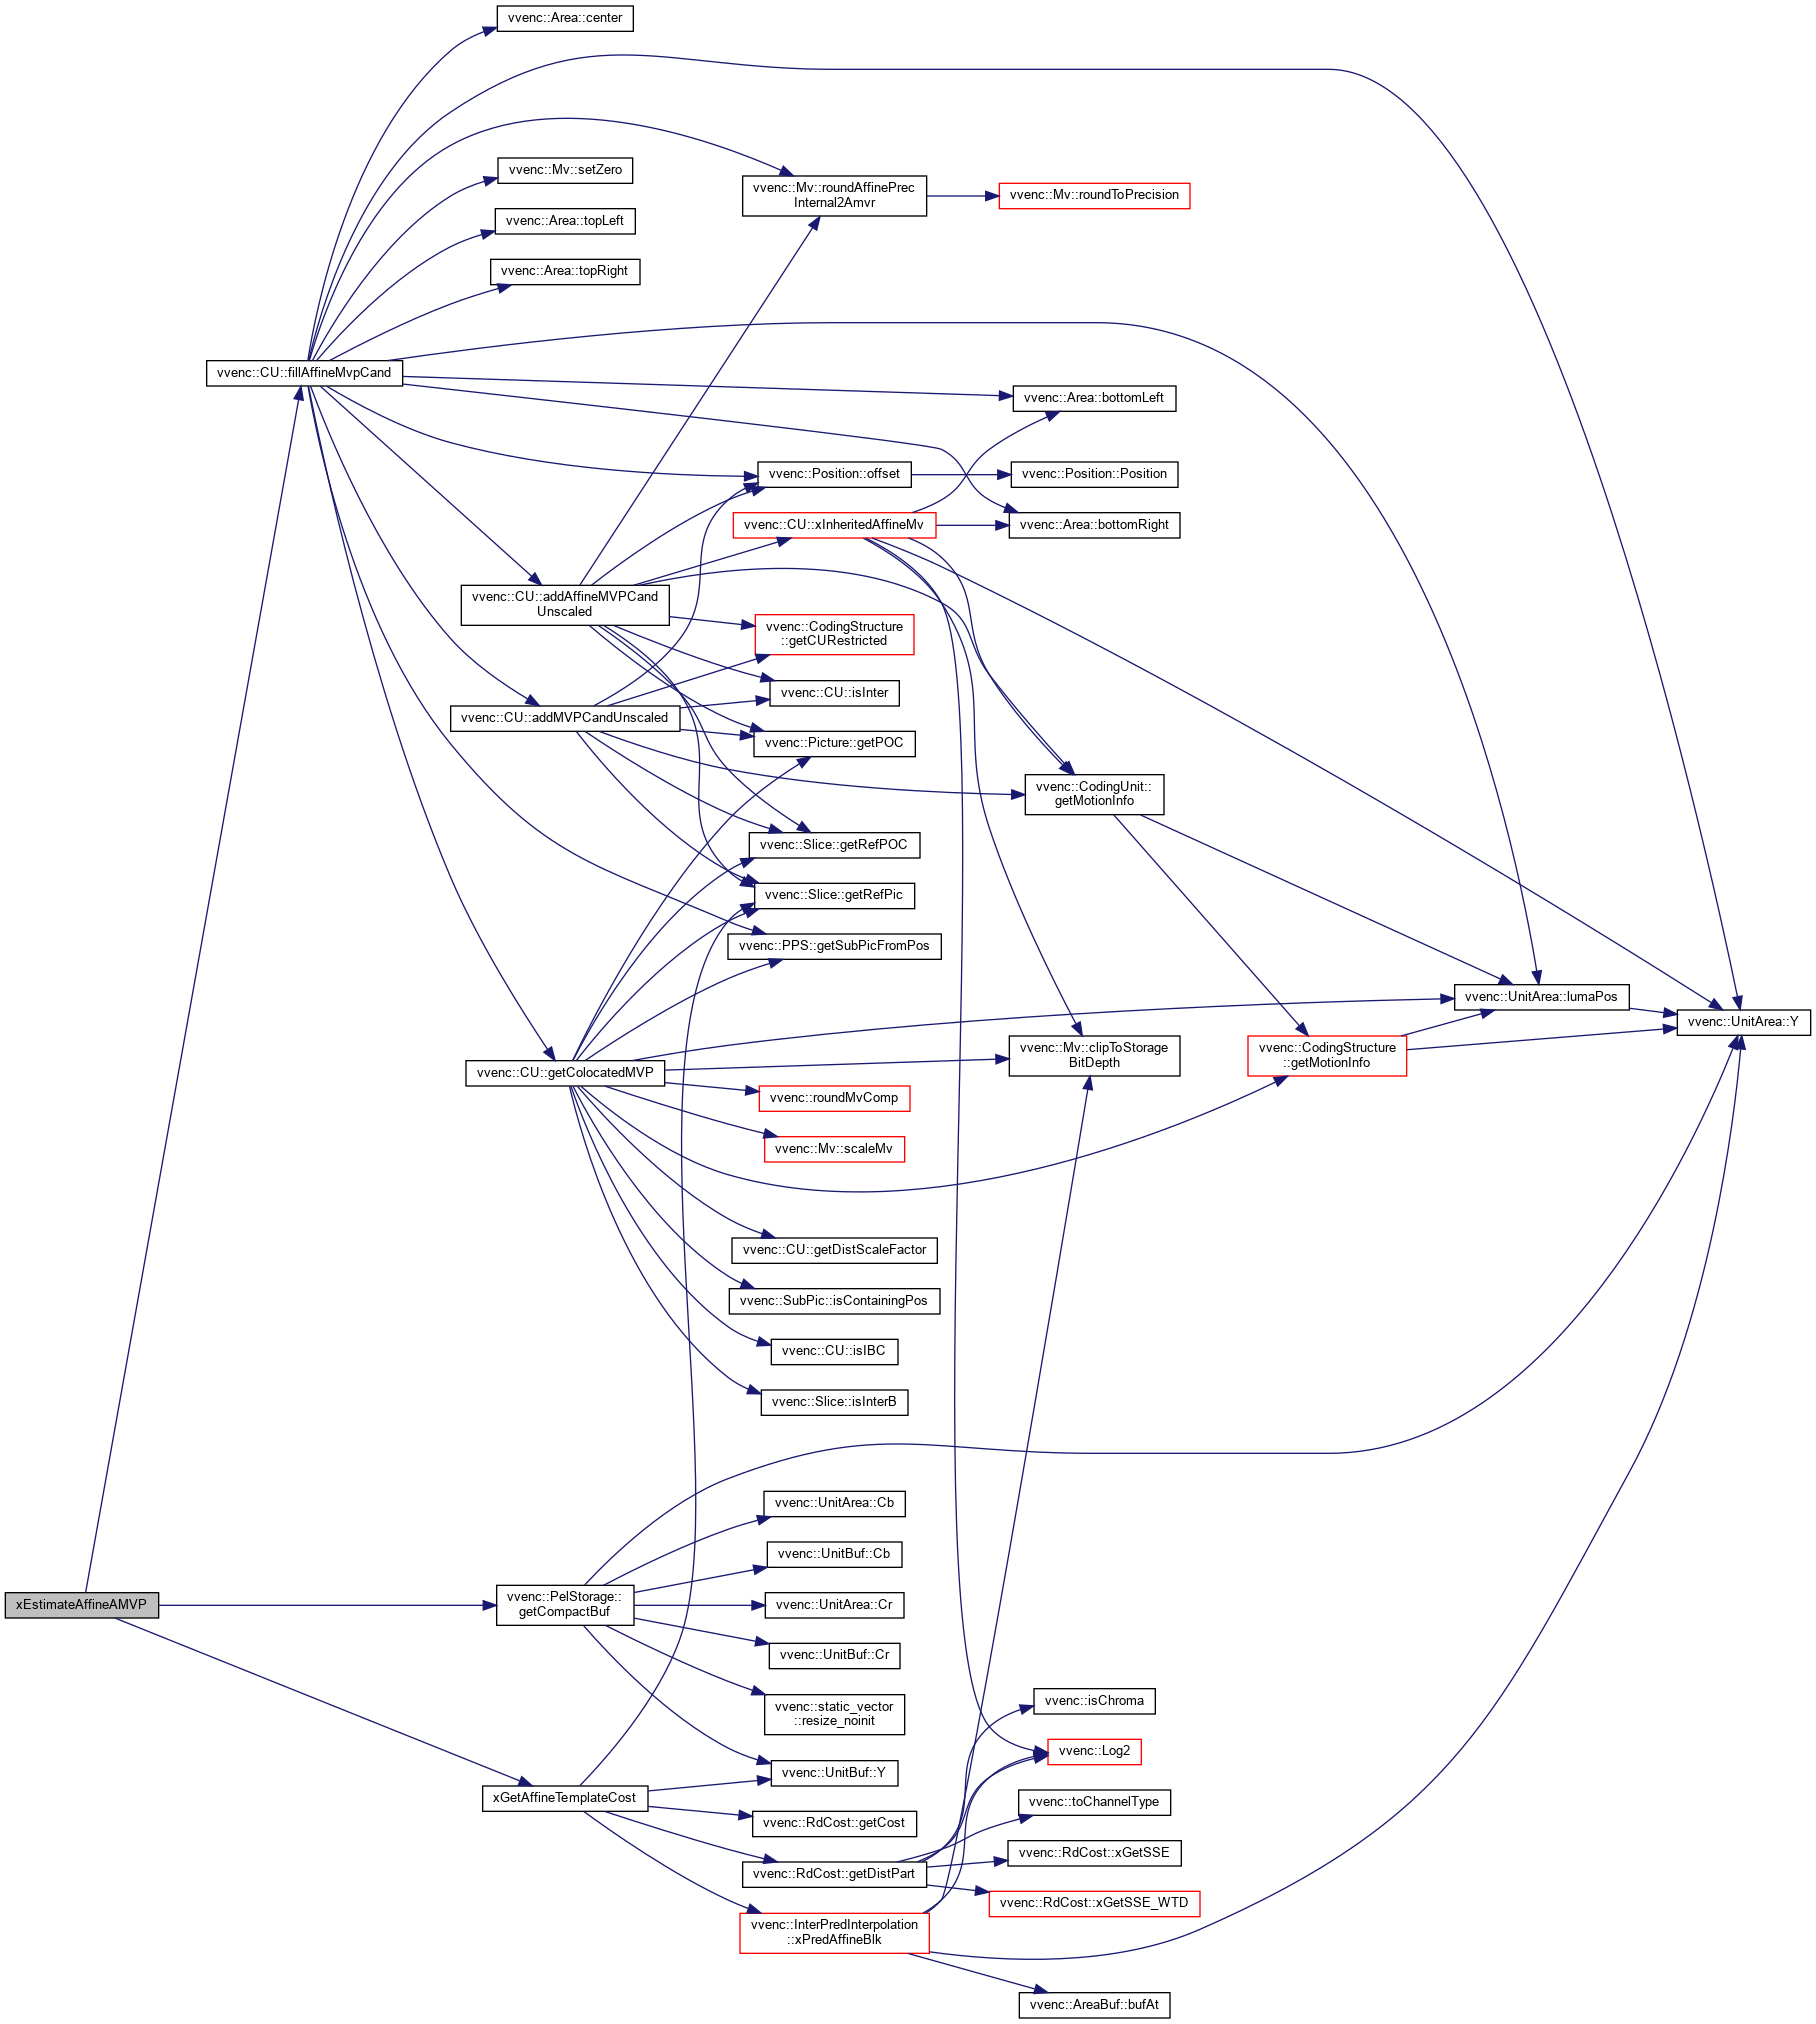 vvenc::Area::center
vvenc::Mv::setZero
vvenc::Mv::roundAffinePrec
Internal2Amvr
vvenc::Mv::roundToPrecision
vvenc::Area::topLeft
vvenc::Area::topRight
vvenc::CU::fillAffineMvpCand
vvenc::Area::bottomLeft
vvenc::Position::offset
vvenc::Position::Position
vvenc::CU::xInheritedAffineMv
vvenc::Area::bottomRight
vvenc::CU::addAffineMVPCand
Unscaled
vvenc::CodingStructure
::getCURestricted
vvenc::CU::isInter
vvenc::CU::addMVPCandUnscaled
vvenc::Picture::getPOC
vvenc::CodingUnit::
getMotionInfo
vvenc::Slice::getRefPOC
vvenc::Slice::getRefPic
vvenc::PPS::getSubPicFromPos
vvenc::UnitArea::lumaPos
vvenc::UnitArea::Y
vvenc::CU::getColocatedMVP
vvenc::Mv::clipToStorage
BitDepth
vvenc::CodingStructure
::getMotionInfo
vvenc::roundMvComp
vvenc::Mv::scaleMv
vvenc::CU::getDistScaleFactor
vvenc::SubPic::isContainingPos
vvenc::CU::isIBC
vvenc::Slice::isInterB
vvenc::UnitArea::Cb
vvenc::UnitBuf::Cb
xEstimateAffineAMVP
vvenc::PelStorage::
getCompactBuf
vvenc::UnitArea::Cr
vvenc::UnitBuf::Cr
vvenc::static_vector
::resize_noinit
vvenc::isChroma
vvenc::Log2
vvenc::UnitBuf::Y
xGetAffineTemplateCost
vvenc::toChannelType
vvenc::RdCost::getCost
vvenc::RdCost::xGetSSE
vvenc::RdCost::getDistPart
vvenc::RdCost::xGetSSE_WTD
vvenc::InterPredInterpolation
::xPredAffineBlk
vvenc::AreaBuf::bufAt